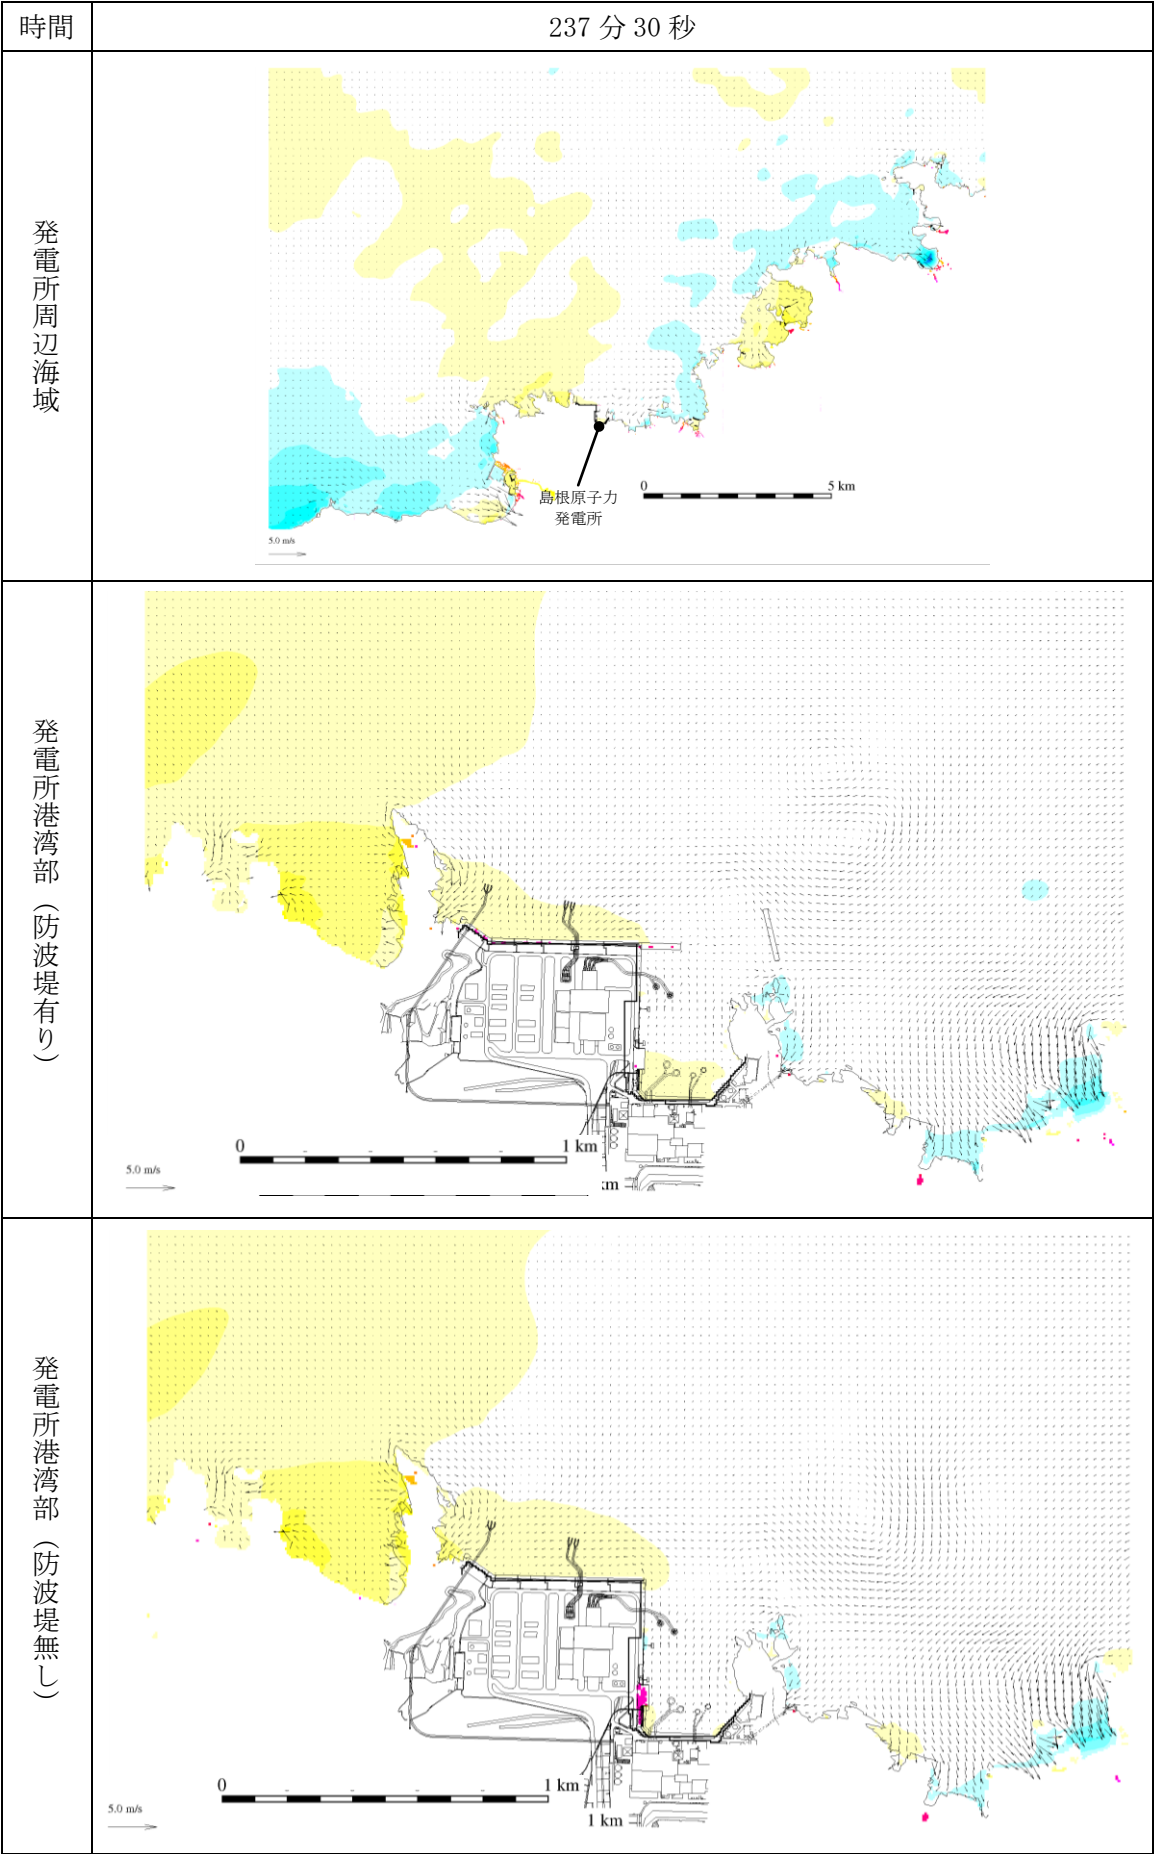 時間
237 分 30 秒
発電所周辺海域
島根原子力
発電所
0
5 km
5.0 m/s
発電所港湾部（防波堤有り）
0
1 km
5.0 m/s
km
発電所港湾部（防波堤無し）
0
1 km
5.0 m/s
1 km